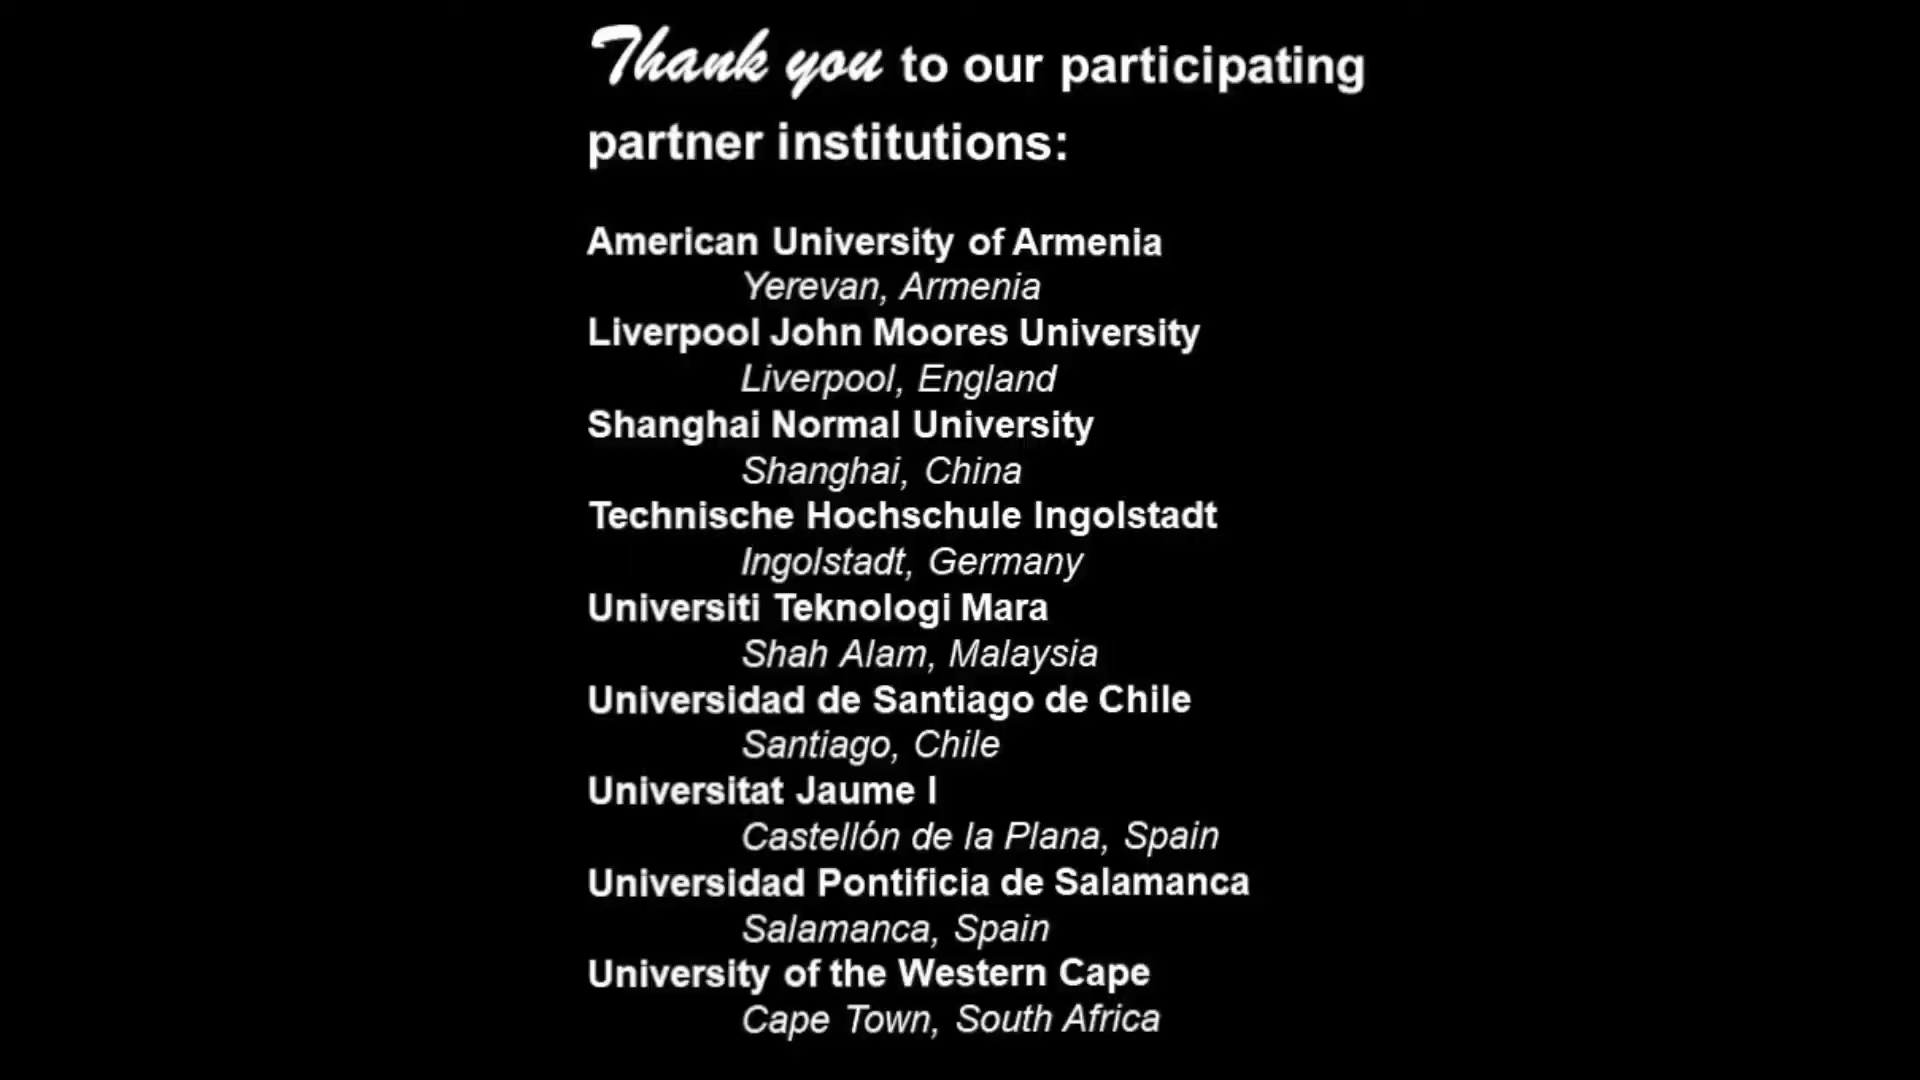 Thank you to our participating
partner institutions:
American University of Armenia
Yerevan, Armenia
Liverpool John Moores University
Liverpool, England
Shanghai Normal University
Shanghai, China
Technische Hochschule Ingolstadt
Ingolstadt, Germany
Universiti Teknologi Mara
Shah Alam, Malaysia
Universidad de Santiago de Chile
Santiago, Chile
Universitat Jaume I
Castellón de la Plana, Spain
Universidad Pontificia de Salamanca
Salamanca, Spain
University of the Western Cape
Cape Town, South Africa